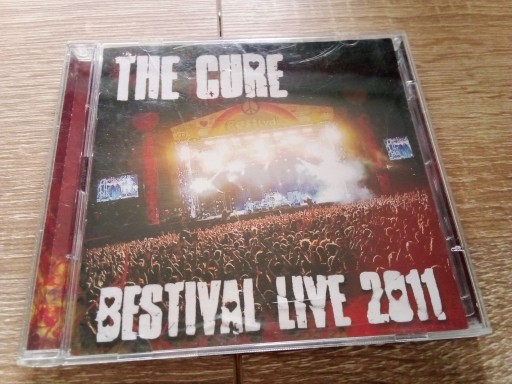 THE CURE
BESTIVAL LIVE 2011